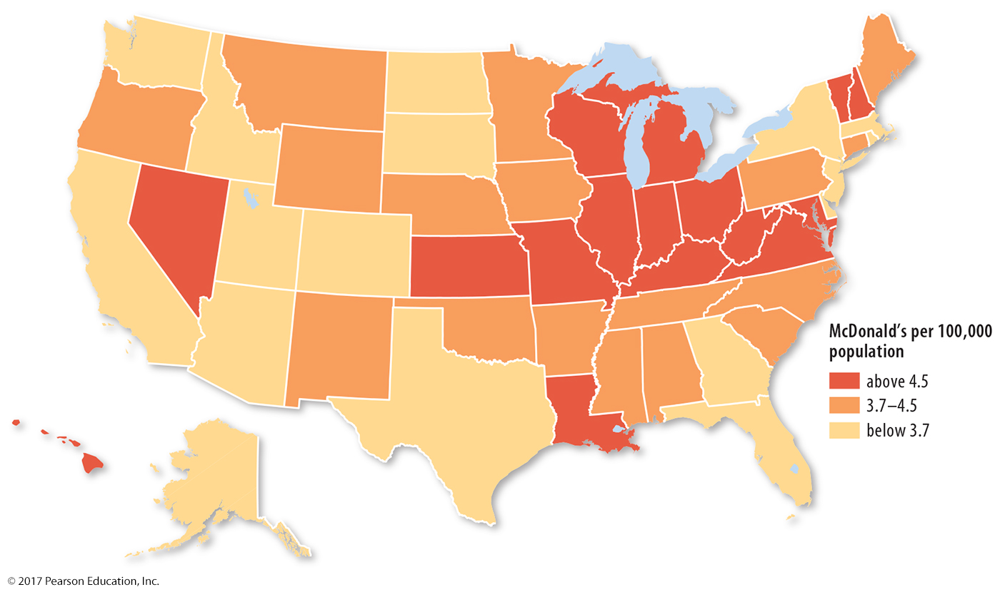 McDonald's per 100,000
population
above 4.5
3.7–4.5
below 3.7
© 2017 Pearson Education, Inc.